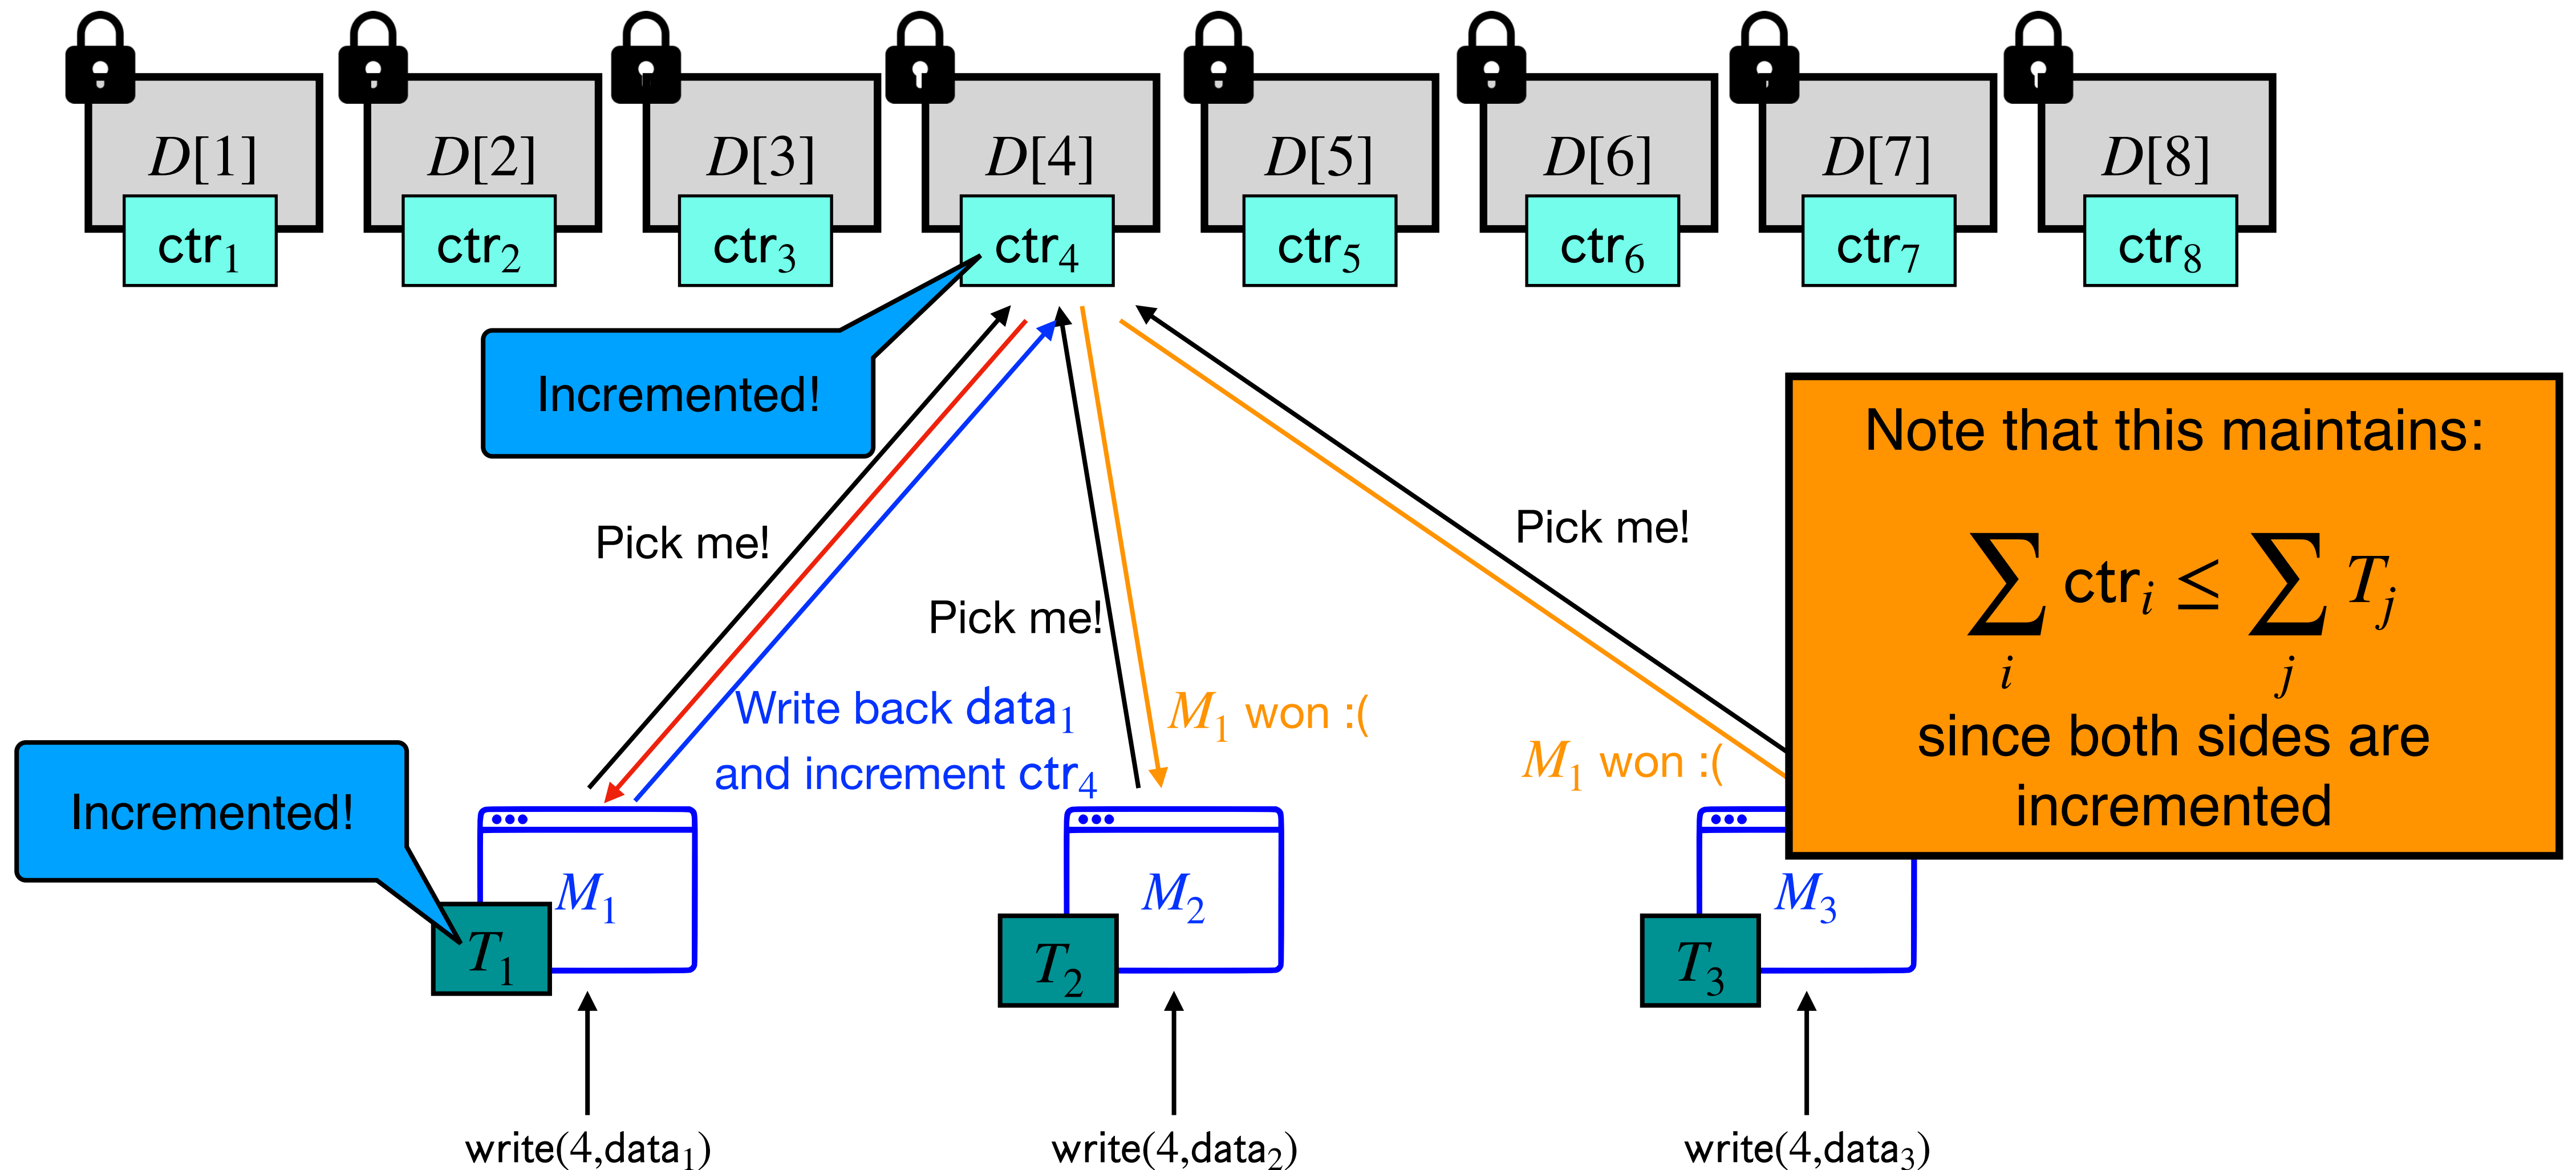 D[1] D[2] D[3] D[4] D[5] D[6] D[7] D[8]
ctr₁ ctr₂ ctr₃ ctr₄ ctr₅ ctr₆ ctr₇ ctr₈
Incremented!
Pick me!
Pick me!
Pick me!
Write back data₁
and increment ctr₄
M₁ won :(
M₁ won :(
Note that this maintains:
∑ᵢ ctrᵢ ≤ ∑ⱼ Tⱼ
since both sides are
incremented
Incremented!
M₁ M₂ M₃
T₁ T₂ T₃
write(4,data₁) write(4,data₂) write(4,data₃)